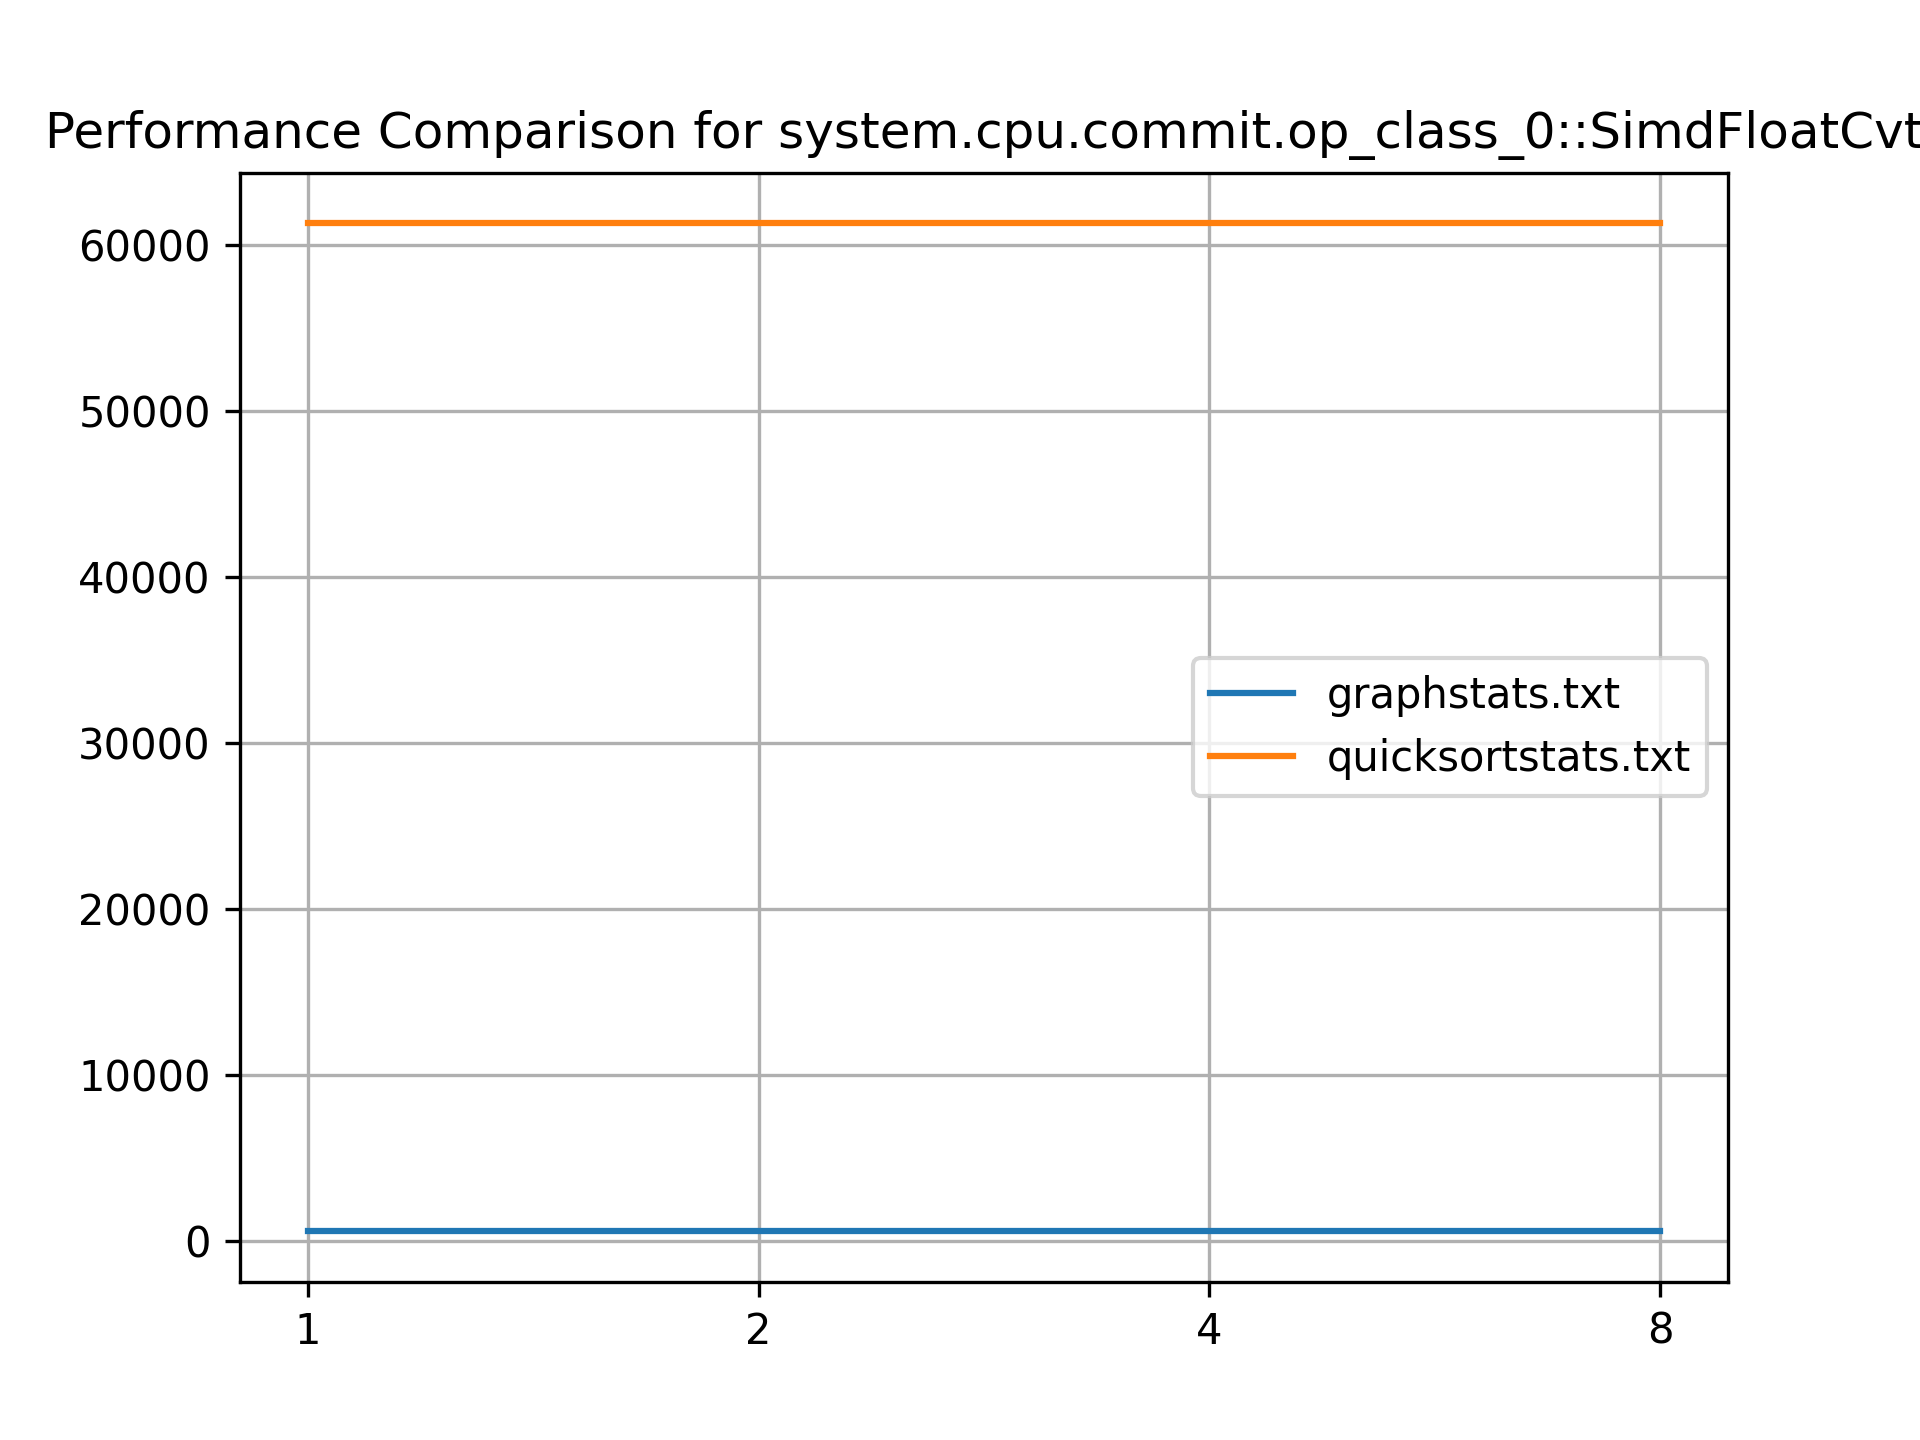 Performance Comparison for system.cpu.commit.op_class_0::SimdFloatCvt
60000
50000
40000
30000
20000
10000
0
graphstats.txt
quicksortstats.txt
1 2 4 8